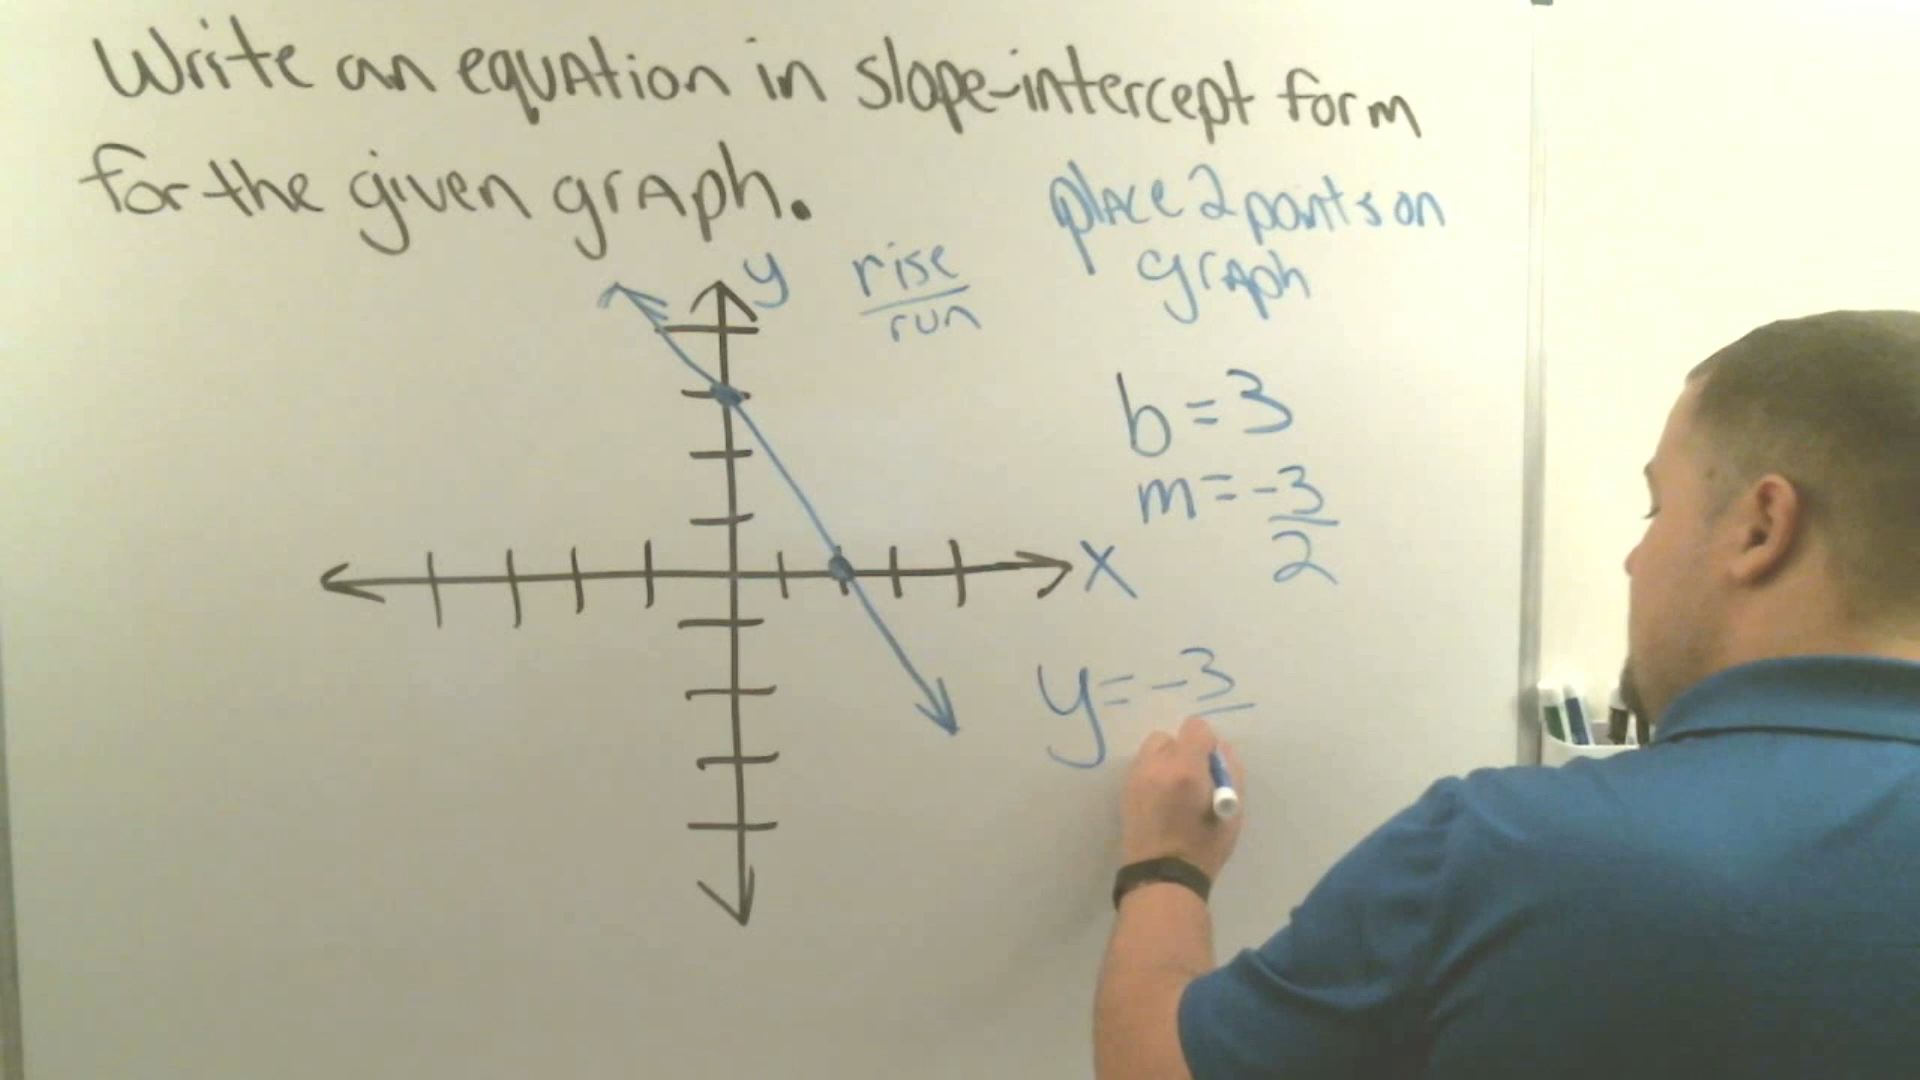 Write an equation in slope-intercept form
for the given graph.
place 2 points on
graph
y
rise
run
b = 3
m = -3
2
x
y = -3